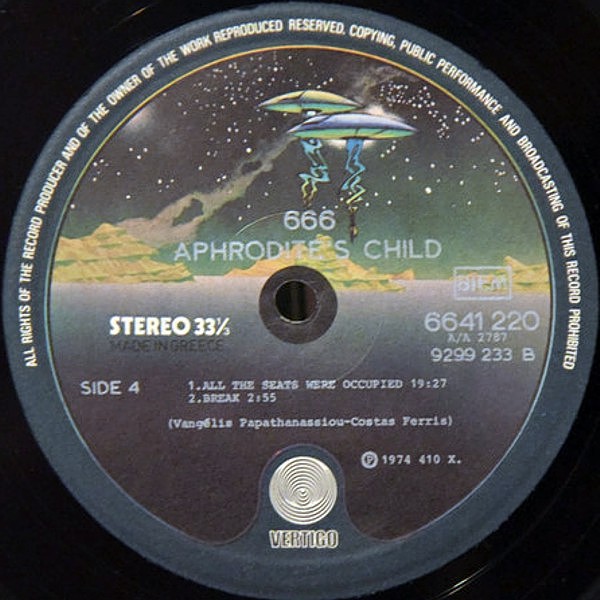 ALL RIGHTS OF THE RECORD PRODUCER AND OF THE OWNER OF THE WORK REPRODUCED RESERVED. COPYING, PUBLIC PERFORMANCE AND BROADCASTING OF THIS RECORD PROHIBITED
666
APHRODITE'S CHILD
BIEM
STEREO 33⅓
MADE IN GREECE
6641 220
A/A 2787
9299 233 B
SIDE 4
1.ALL THE SEATS WERE OCCUPIED 19:27
2.BREAK 2:55
(Vangélis Papathanassiou-Costas Ferris)
Ⓟ 1974 410 X.
VERTIGO